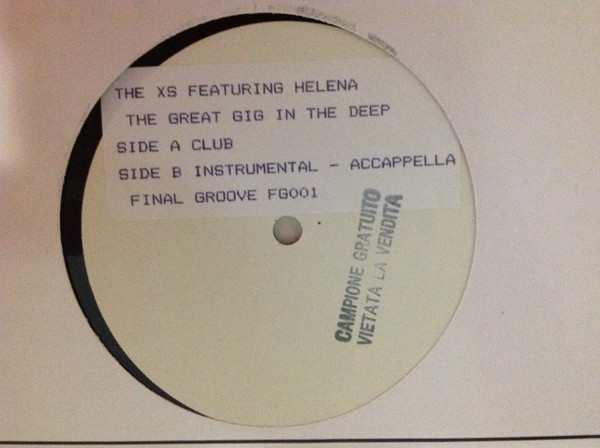 THE XS FEATURING HELENA
THE GREAT GIG IN THE DEEP
SIDE A CLUB
SIDE B INSTRUMENTAL - ACCAPPELLA
FINAL GROOVE FG001
CAMPIONE GRATUITO
VIETATA LA VENDITA